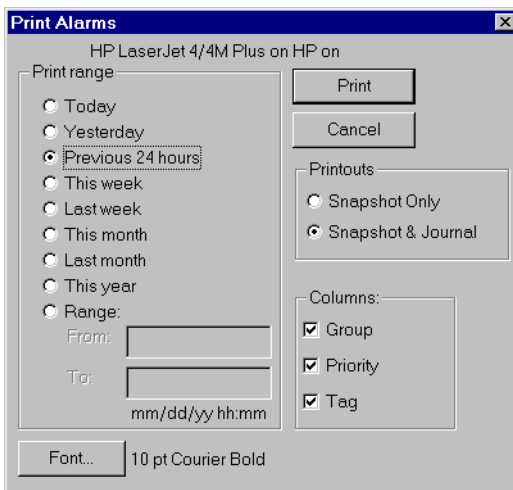 Print Alarms
HP LaserJet 4/4M Plus on HP on
Print range
Today
Yesterday
Previous 24 hours
This week
Last week
This month
Last month
This year
Range:
From:
To:
mm/dd/yy hh:mm
Print
Cancel
Printouts
Snapshot Only
Snapshot & Journal
Columns:
Group
Priority
Tag
Font...
10 pt Courier Bold